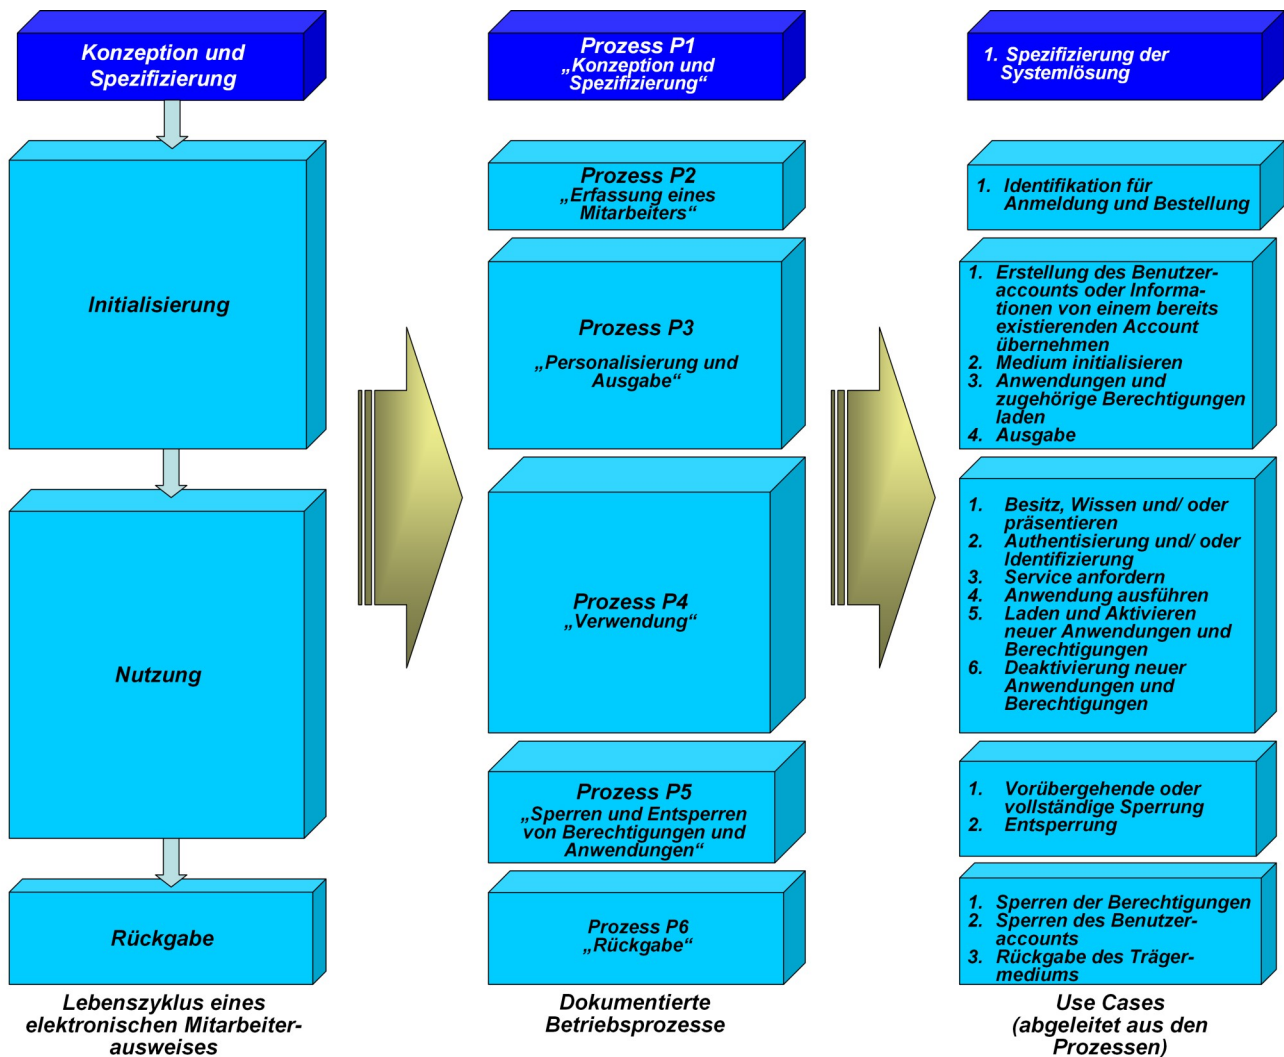 Konzeption und
Spezifizierung
Initialisierung
Nutzung
Rückgabe
Lebenszyklus eines
elektronischen Mitarbeiter-
ausweises
Prozess P1
„Konzeption und
Spezifizierung“
Prozess P2
„Erfassung eines
Mitarbeiters“
Prozess P3
„Personalisierung und
Ausgabe“
Prozess P4
„Verwendung“
Prozess P5
„Sperren und Entsperren
von Berechtigungen und
Anwendungen“
Prozess P6
„Rückgabe“
Dokumentierte
Betriebsprozesse
1. Spezifizierung der
Systemlösung
1. Identifikation für
Anmeldung und Bestellung
1. Erstellung des Benutzer-
accounts oder Informa-
tionen von einem bereits
existierenden Account
übernehmen
2. Medium initialisieren
3. Anwendungen und
zugehörige Berechtigungen
laden
4. Ausgabe
1. Besitz, Wissen und/ oder
präsentieren
2. Authentisierung und/ oder
Identifizierung
3. Service anfordern
4. Anwendung ausführen
5. Laden und Aktivieren
neuer Anwendungen und
Berechtigungen
6. Deaktivierung neuer
Anwendungen und
Berechtigungen
1. Vorübergehende oder
vollständige Sperrung
2. Entsperrung
1. Sperren der Berechtigungen
2. Sperren des Benutzer-
accounts
3. Rückgabe des Träger-
mediums
Use Cases
(abgeleitet aus den
Prozessen)